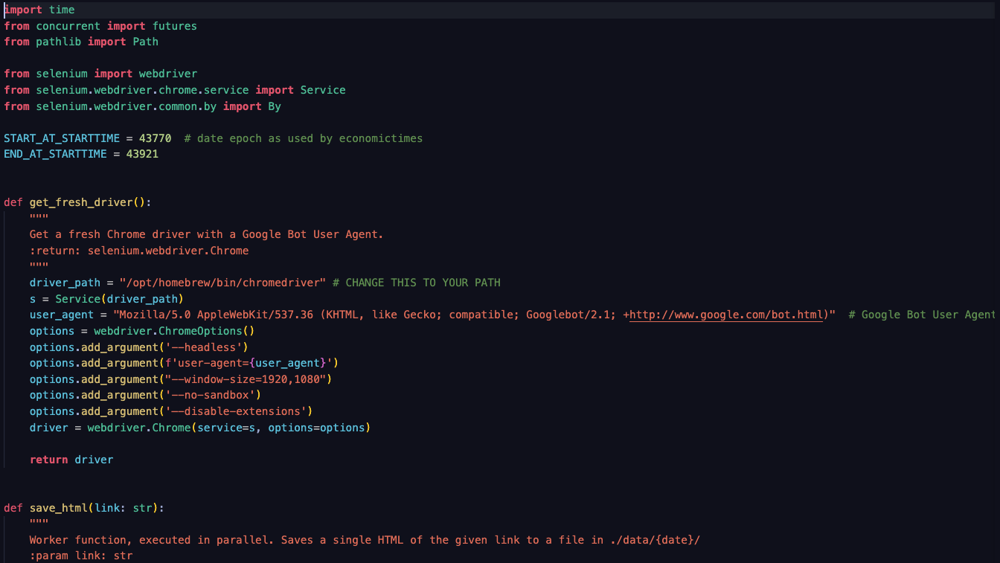 import time
from concurrent import futures
from pathlib import Path

from selenium import webdriver
from selenium.webdriver.chrome.service import Service
from selenium.webdriver.common.by import By

START_AT_STARTTIME = 43770  # date epoch as used by economictimes
END_AT_STARTTIME = 43921


def get_fresh_driver():
    """
    Get a fresh Chrome driver with a Google Bot User Agent.
    :return: selenium.webdriver.Chrome
    """
    driver_path = "/opt/homebrew/bin/chromedriver" # CHANGE THIS TO YOUR PATH
    s = Service(driver_path)
    user_agent = "Mozilla/5.0 AppleWebKit/537.36 (KHTML, like Gecko; compatible; Googlebot/2.1; +http://www.google.com/bot.html)"  # Google Bot User Agent
    options = webdriver.ChromeOptions()
    options.add_argument('--headless')
    options.add_argument(f'user-agent={user_agent}')
    options.add_argument("--window-size=1920,1080")
    options.add_argument('--no-sandbox')
    options.add_argument('--disable-extensions')
    driver = webdriver.Chrome(service=s, options=options)

    return driver


def save_html(link: str):
    """
    Worker function, executed in parallel. Saves a single HTML of the given link to a file in ./data/{date}/
    :param link: str